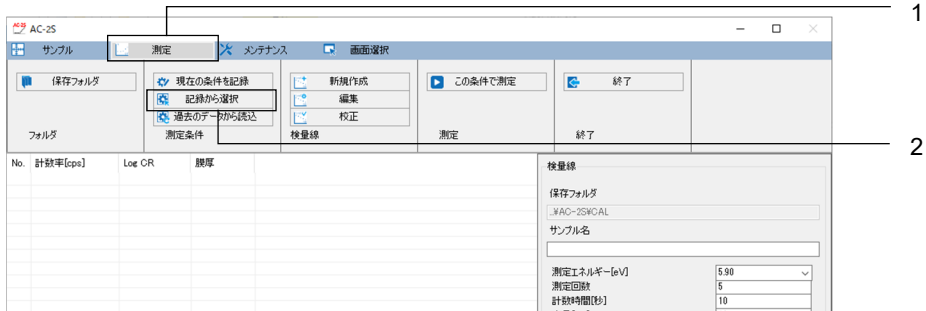 1
AC-2S
サンプル 測定 メンテナンス 画面選択
保存フォルダ 現在の条件を記録 新規作成 この条件で測定 終了
記録から選択 編集
過去のデータから読込 校正
フォルダ 測定条件 検量線 測定 終了
2
No. 計数率[cps] Log CR 膜厚
検量線
保存フォルダ
..¥AC-2S¥CAL
サンプル名
測定エネルギー[eV] 5.90
測定回数 5
計数時間[秒] 10